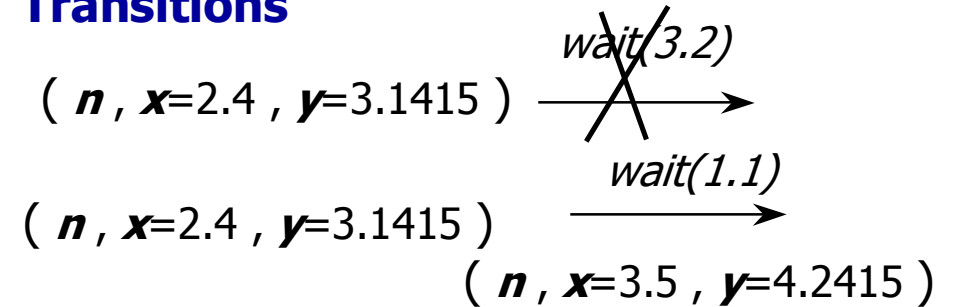 Transitions
wait(3.2)
( n , x=2.4 , y=3.1415 )
wait(1.1)
( n , x=2.4 , y=3.1415 )
( n , x=3.5 , y=4.2415 )